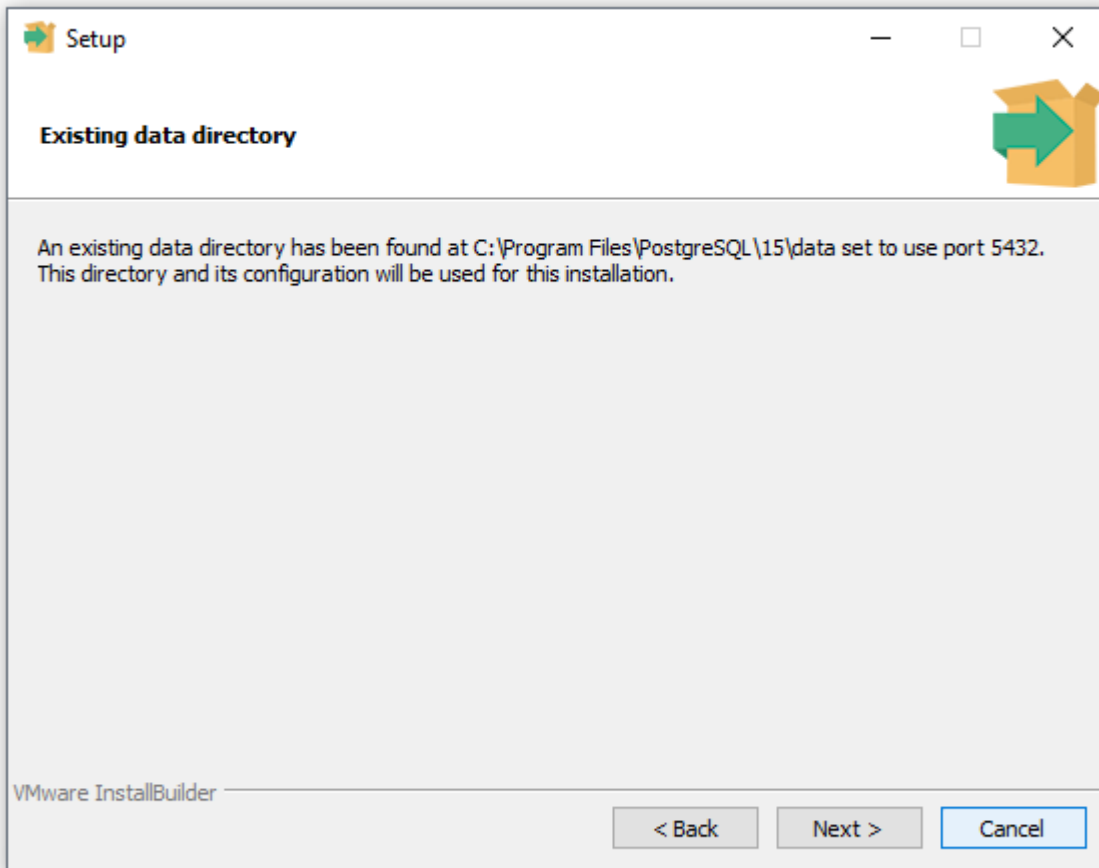 Setup
Existing data directory
An existing data directory has been found at C:\Program Files\PostgreSQL\15\data set to use port 5432.
This directory and its configuration will be used for this installation.
VMware InstallBuilder
< Back
Next >
Cancel